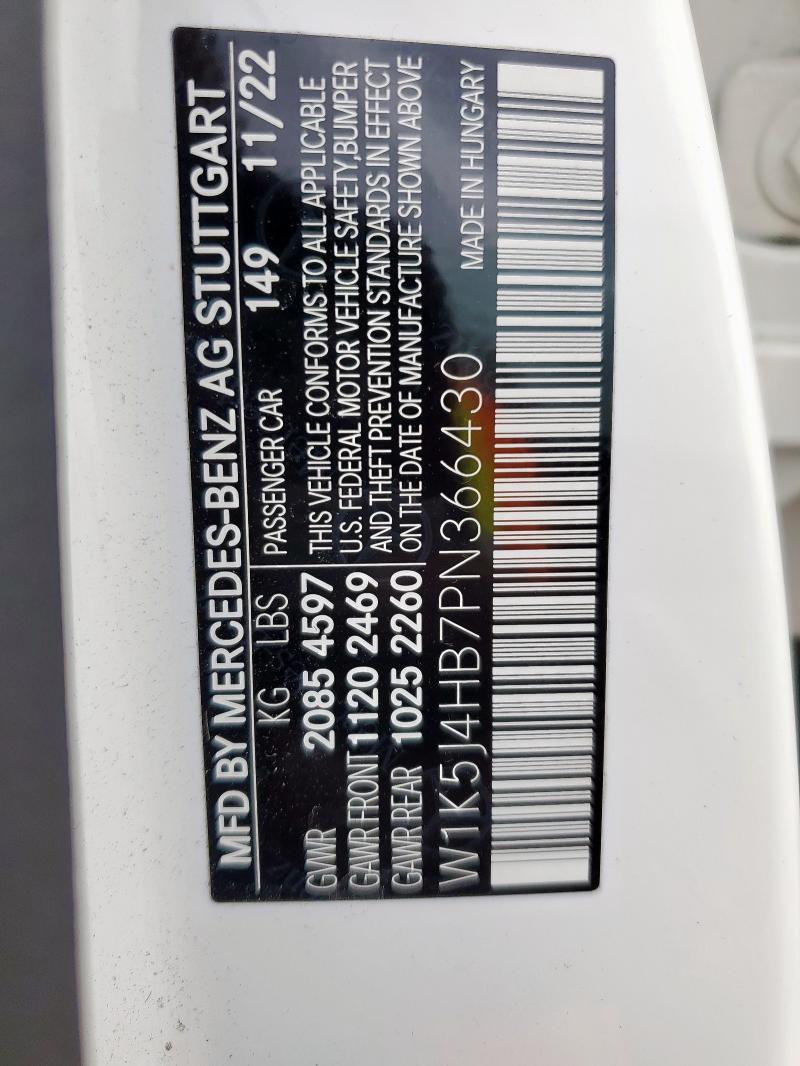 MFD BY MERCEDES-BENZ AG STUTTGART
KG LBS PASSENGER CAR 149 11/22
GWR 2085 4597 THIS VEHICLE CONFORMS TO ALL APPLICABLE
GAWR FRONT 1120 2469 U.S. FEDERAL MOTOR VEHICLE SAFETY,BUMPER
GAWR REAR 1025 2260 AND THEFT PREVENTION STANDARDS IN EFFECT
ON THE DATE OF MANUFACTURE SHOWN ABOVE
W1K5J4HB7PN366430 MADE IN HUNGARY